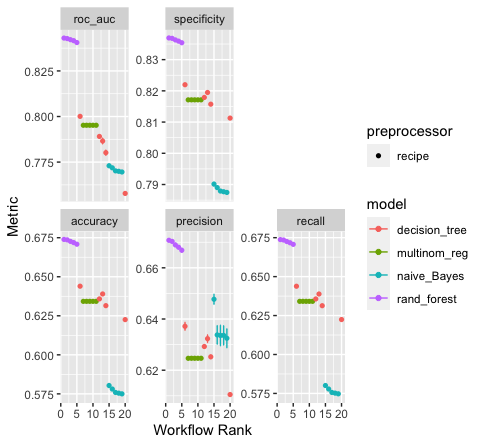 roc_auc
specificity
0.825
0.800
0.775
0.83
0.82
0.81
0.80
0.79
Metric
accuracy
precision
recall
0.675
0.650
0.625
0.600
0.575
0.66
0.64
0.62
0.675
0.650
0.625
0.600
0.575
0 5 10 15 20
0 5 10 15 20
0 5 10 15 20
Workflow Rank
preprocessor
recipe
model
decision_tree
multinom_reg
naive_Bayes
rand_forest